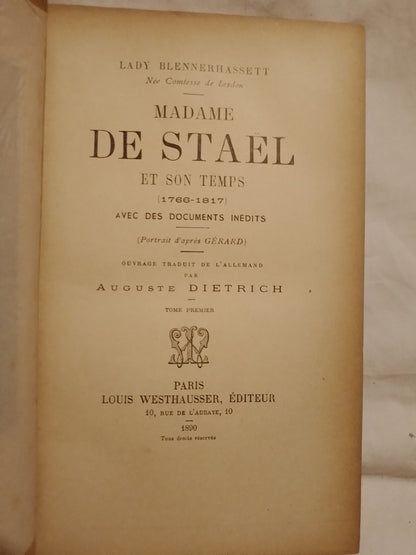 LADY BLENNERHASSETT
Née Comtesse de Leyden
MADAME
DE STAËL
ET SON TEMPS
(1766-1817)
AVEC DES DOCUMENTS INÉDITS
(Portrait d'après GÉRARD)
OUVRAGE TRADUIT DE L'ALLEMAND
PAR
AUGUSTE DIETRICH
TOME PREMIER
PARIS
LOUIS WESTHAUSSER, ÉDITEUR
10, RUE DE L'ABBAYE, 10
1890
Tous droits réservés